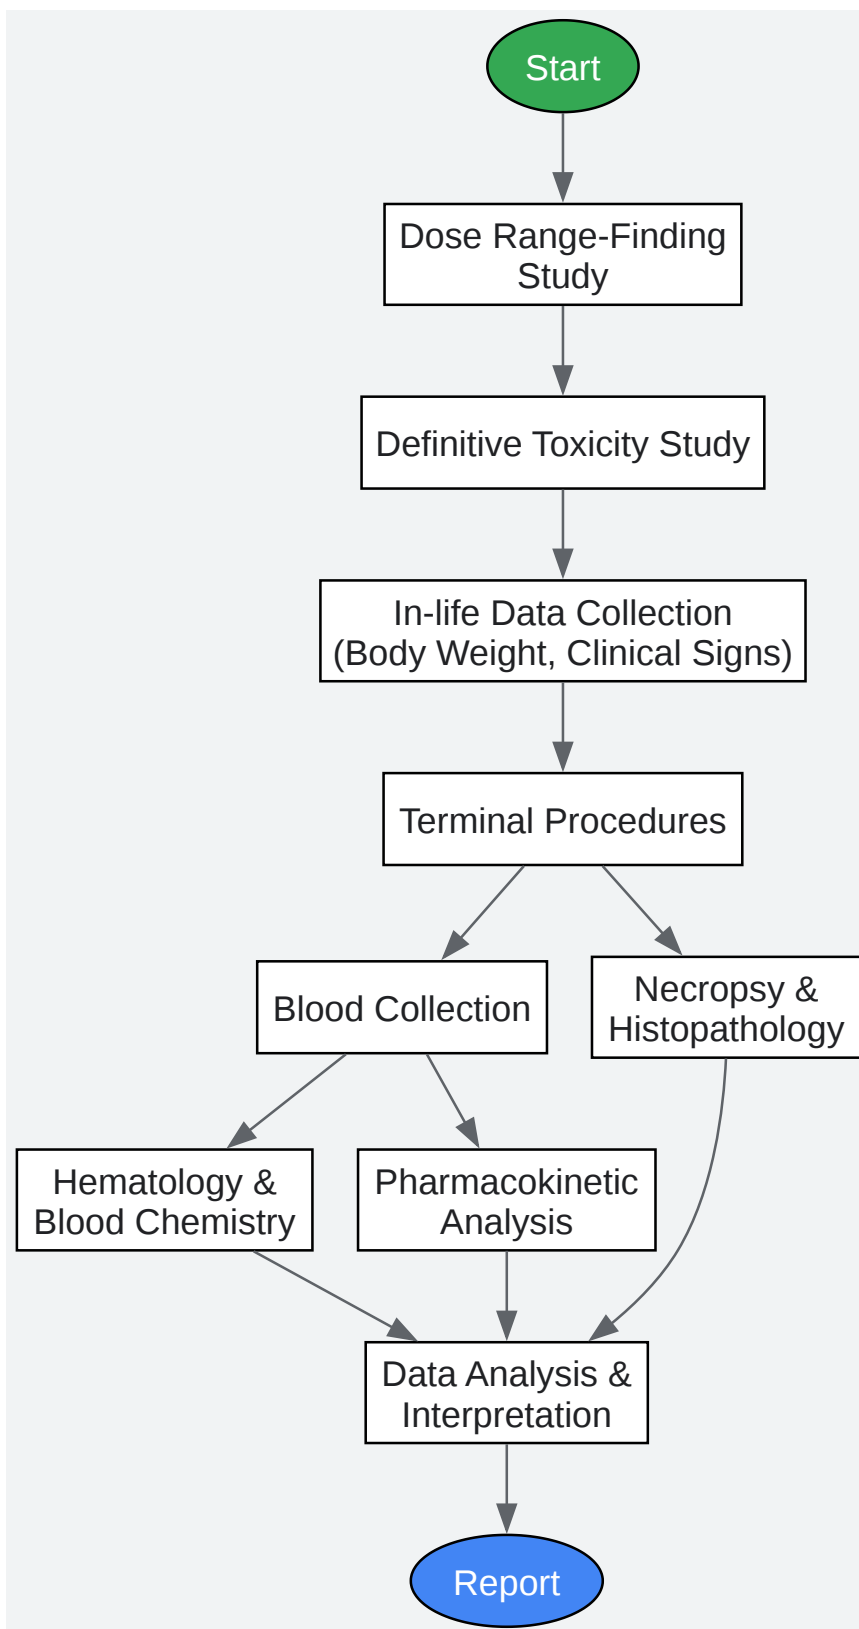 Start
Dose Range-Finding
Study
Definitive Toxicity Study
In-life Data Collection
(Body Weight, Clinical Signs)
Terminal Procedures
Blood Collection
Necropsy &
Histopathology
Hematology &
Blood Chemistry
Pharmacokinetic
Analysis
Data Analysis &
Interpretation
Report